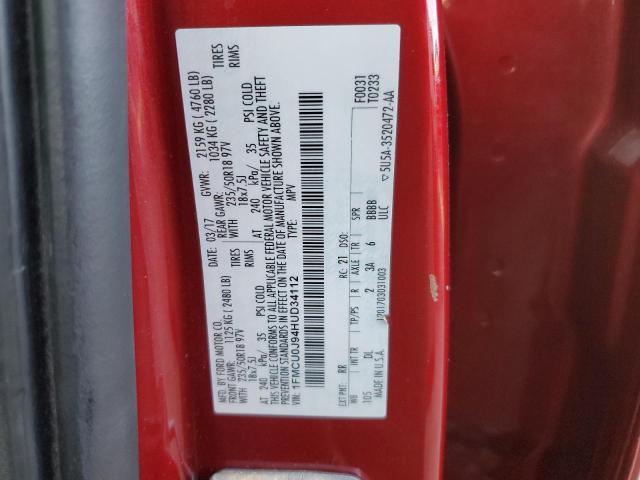 MFD. BY FORD MOTOR CO.
DATE: 03/17 GVWR: 2159 KG ( 4760 LB)
FRONT GAWR: 1125 KG ( 2480 LB) REAR GAWR: 1034 KG ( 2280 LB)
WITH 235/50R18 97V TIRES WITH 235/50R18 97V TIRES
18x7.5J RIMS 18x7.5J RIMS
AT 240 kPa/ 35 PSI COLD AT 240 kPa/ 35 PSI COLD
THIS VEHICLE CONFORMS TO ALL APPLICABLE FEDERAL MOTOR VEHICLE SAFETY AND THEFT
PREVENTION STANDARDS IN EFFECT ON THE DATE OF MANUFACTURE SHOWN ABOVE.
VIN: 1FMCU0J94HUD34112 TYPE: MPV
F0031
T0233
EXT PNT: RR RC: 21 DSO:
WB INT TR TP/PS R AXLE TR SPR
105 DL 2 3A 6 BBBB
ULC
5U5A-3520472-AA
MADE IN U.S.A.